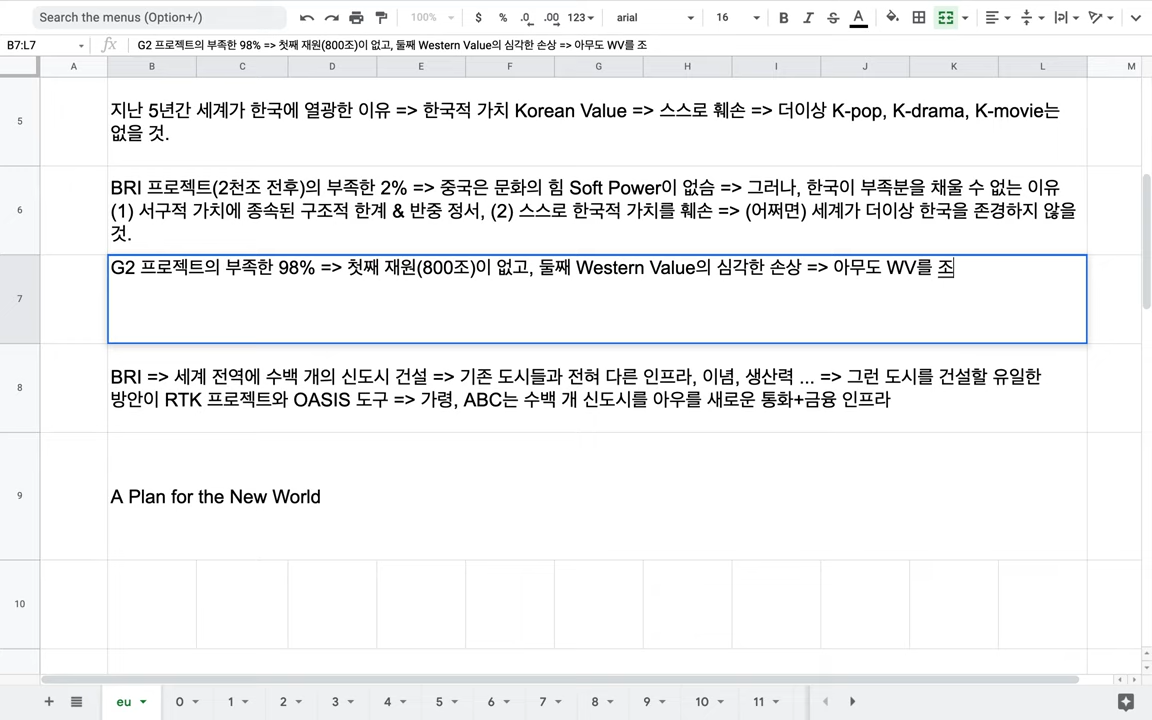 Search the menus (Option+/)
100%
$ % .0 .00 123
arial
16
B I S A
B7:L7
fx
G2 프로젝트의 부족한 98% => 첫째 재원(800조)이 없고, 둘째 Western Value의 심각한 손상 => 아무도 WV를 조
A B C D E F G H I J K L M
5
지난 5년간 세계가 한국에 열광한 이유 => 한국적 가치 Korean Value => 스스로 훼손 => 더이상 K-pop, K-drama, K-movie는
없을 것.
6
BRI 프로젝트(2천조 전후)의 부족한 2% => 중국은 문화의 힘 Soft Power이 없슴 => 그러나, 한국이 부족분을 채울 수 없는 이유
(1) 서구적 가치에 종속된 구조적 한계 & 반중 정서, (2) 스스로 한국적 가치를 훼손 => (어쩌면) 세계가 더이상 한국을 존경하지 않을
것.
7
G2 프로젝트의 부족한 98% => 첫째 재원(800조)이 없고, 둘째 Western Value의 심각한 손상 => 아무도 WV를 조
8
BRI => 세계 전역에 수백 개의 신도시 건설 => 기존 도시들과 전혀 다른 인프라, 이념, 생산력 ... => 그런 도시를 건설할 유일한
방안이 RTK 프로젝트와 OASIS 도구 => 가령, ABC는 수백 개 신도시를 아우를 새로운 통화+금융 인프라
9
A Plan for the New World
10
eu 0 1 2 3 4 5 6 7 8 9 10 11